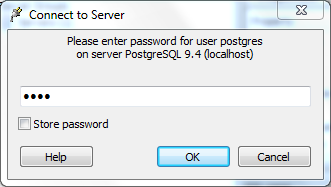 Connect to Server
Please enter password for user postgres
on server PostgreSQL 9.4 (localhost)
••••
Store password
Help OK Cancel